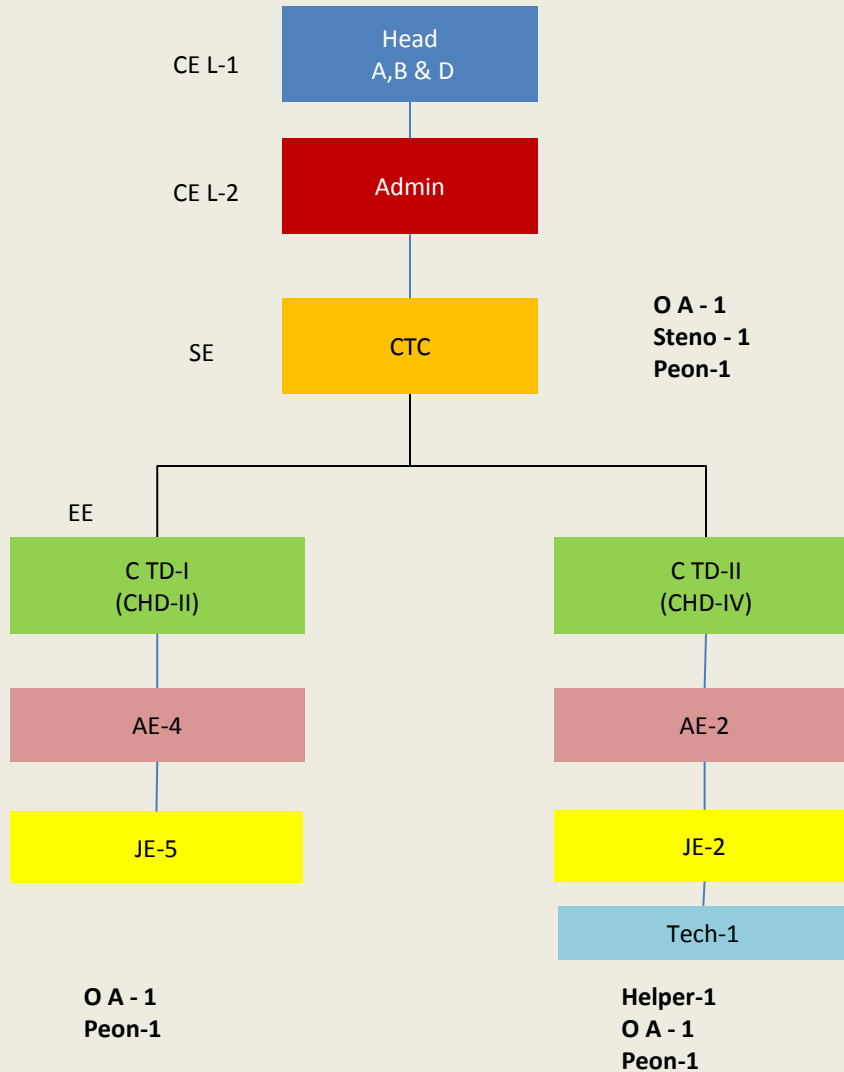 Head
A,B & D
CE L-1
Admin
CE L-2
O A - 1
Steno - 1
Peon-1
CTC
SE
EE
C TD-I
(CHD-II)
C TD-II
(CHD-IV)
AE-4
AE-2
JE-5
JE-2
Tech-1
O A - 1
Peon-1
Helper-1
O A - 1
Peon-1